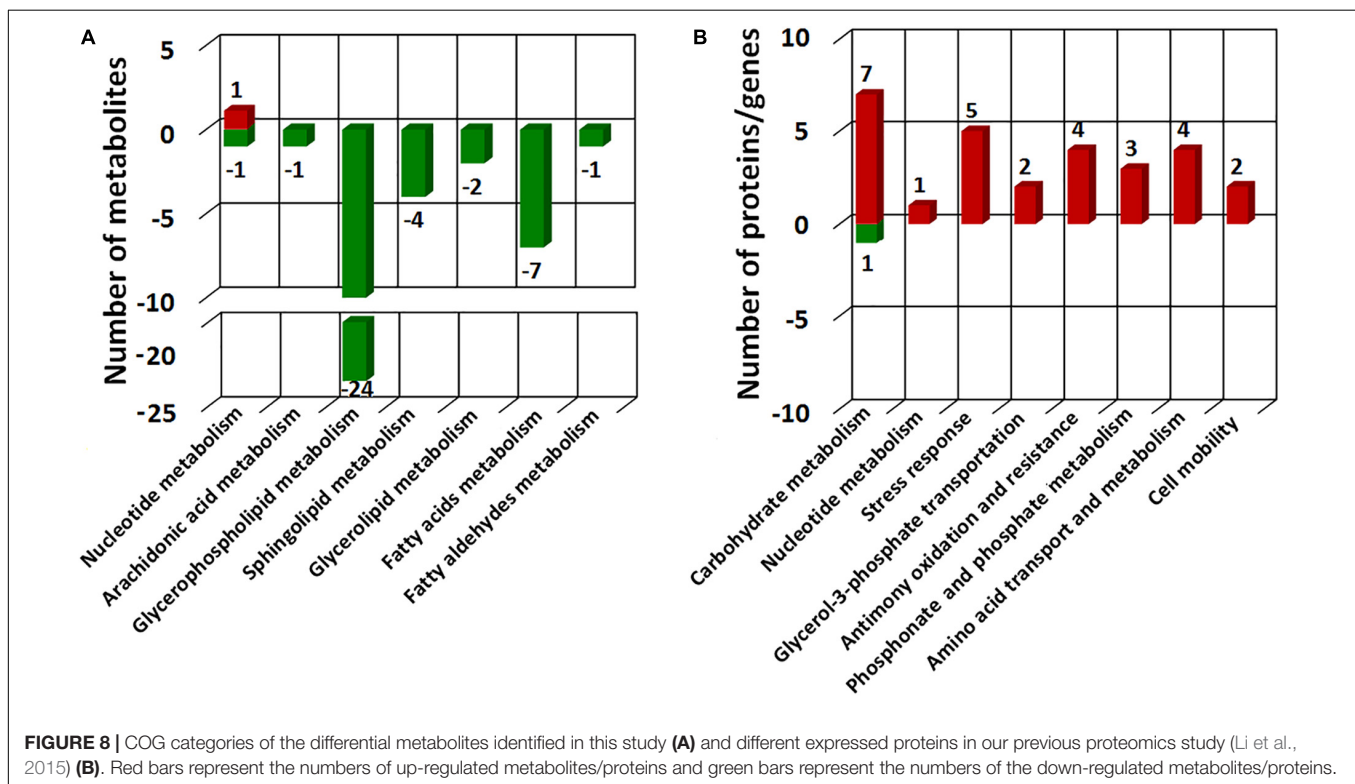 A
B
Number of metabolites
5
0
-5
-10
-20
-25
1
-1
-1
-24
-4
-2
-7
-1
Nucleotide metabolism
Arachidonic acid metabolism
Glycerophospholipid metabolism
Sphingolipid metabolism
Glycerolipid metabolism
Fatty acids metabolism
Fatty aldehydes metabolism
Number of proteins/genes
10
5
0
-5
-10
7
1
1
5
2
4
3
4
2
Carbohydrate metabolism
Nucleotide metabolism
Stress response
Glycerol-3-phosphate transportation
Antimony oxidation and resistance
Phosphonate and phosphate metabolism
Amino acid transport and metabolism
Cell mobility
FIGURE 8 | COG categories of the differential metabolites identified in this study (A) and different expressed proteins in our previous proteomics study (Li et al.,
2015) (B). Red bars represent the numbers of up-regulated metabolites/proteins and green bars represent the numbers of the down-regulated metabolites/proteins.